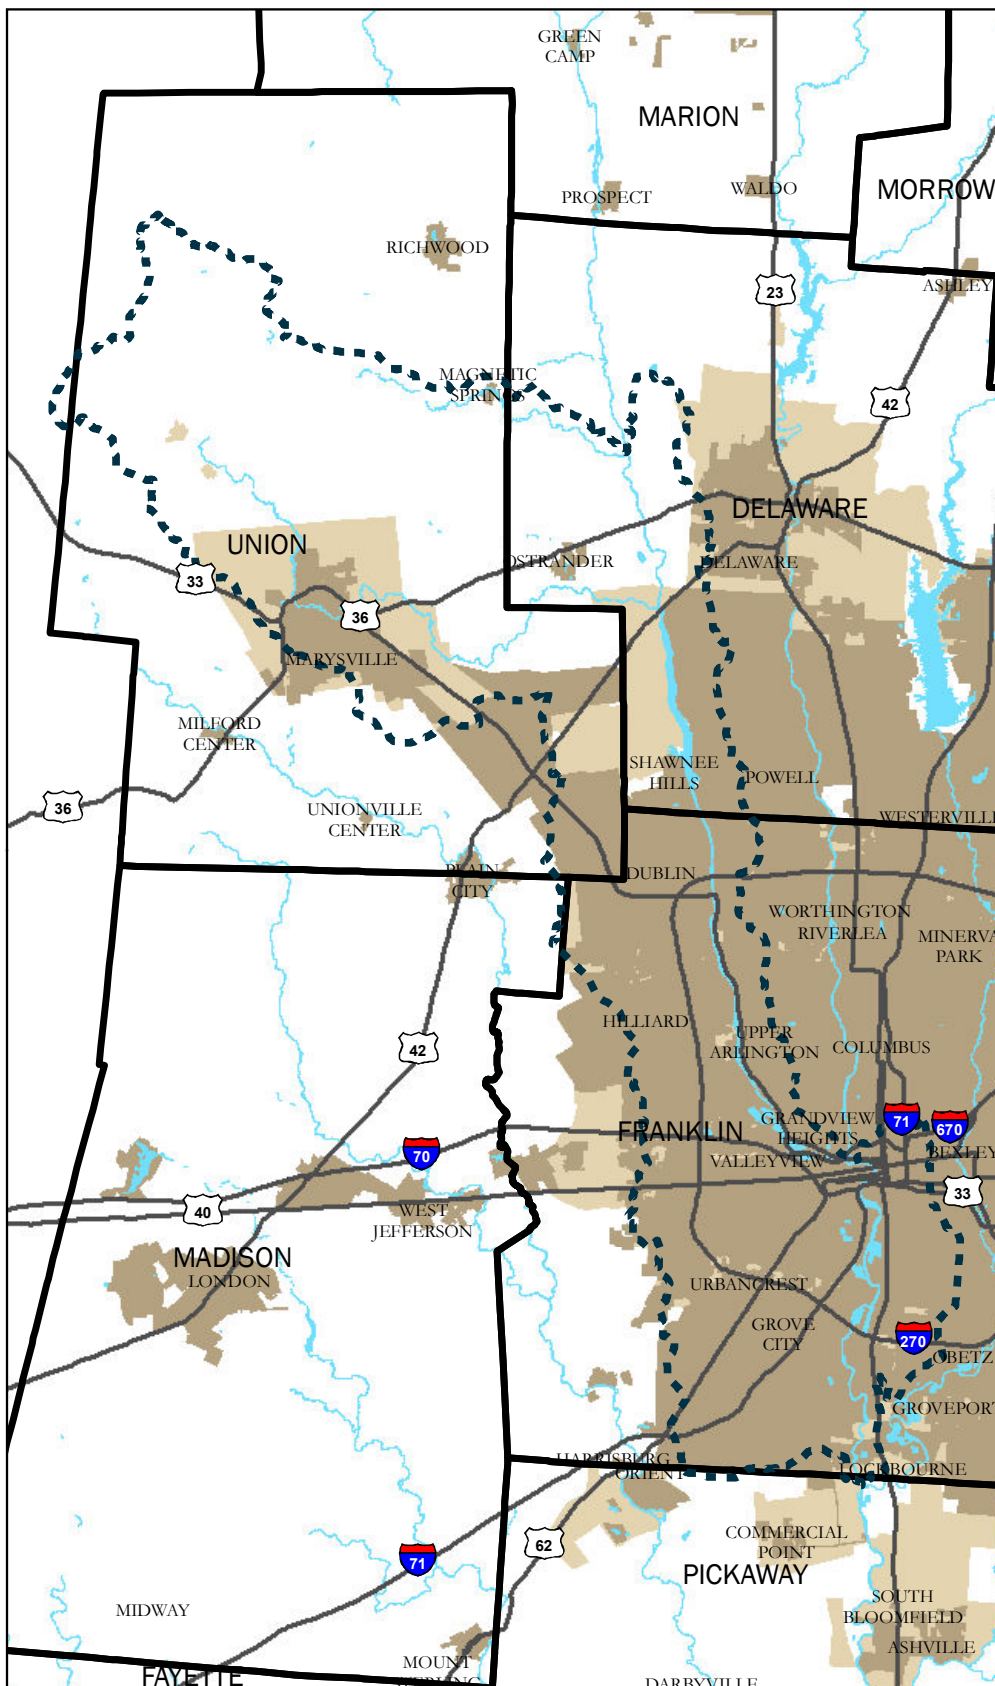 GREEN
CAMP
MARION
PROSPECT
WALDO
MORROW
RICHWOOD
ASHLEY
23
MAGNETIC
SPRINGS
42
DELAWARE
UNION
OSTRANDER
DELAWARE
33
36
MARYSVILLE
MILFORD
CENTER
SHAWNEE
HILLS
POWELL
36
UNIONVILLE
CENTER
WESTERVILLE
PLAIN
CITY
DUBLIN
WORTHINGTON
RIVERLEA
MINERVA
PARK
HILLIARD
UPPER
ARLINGTON
COLUMBUS
42
GRANDVIEW
HEIGHTS
71
670
FRANKLIN
70
VALLEYVIEW
BEXLEY
33
40
WEST
JEFFERSON
MADISON
LONDON
URBANCREST
GROVE
CITY
270
OBETZ
GROVEPORT
HARRISBURG
ORIENT
LOCKBOURNE
62
COMMERCIAL
POINT
71
PICKAWAY
MIDWAY
SOUTH
BLOOMFIELD
ASHVILLE
MOUNT
STERLING
FAYETTE
DARBYVILLE